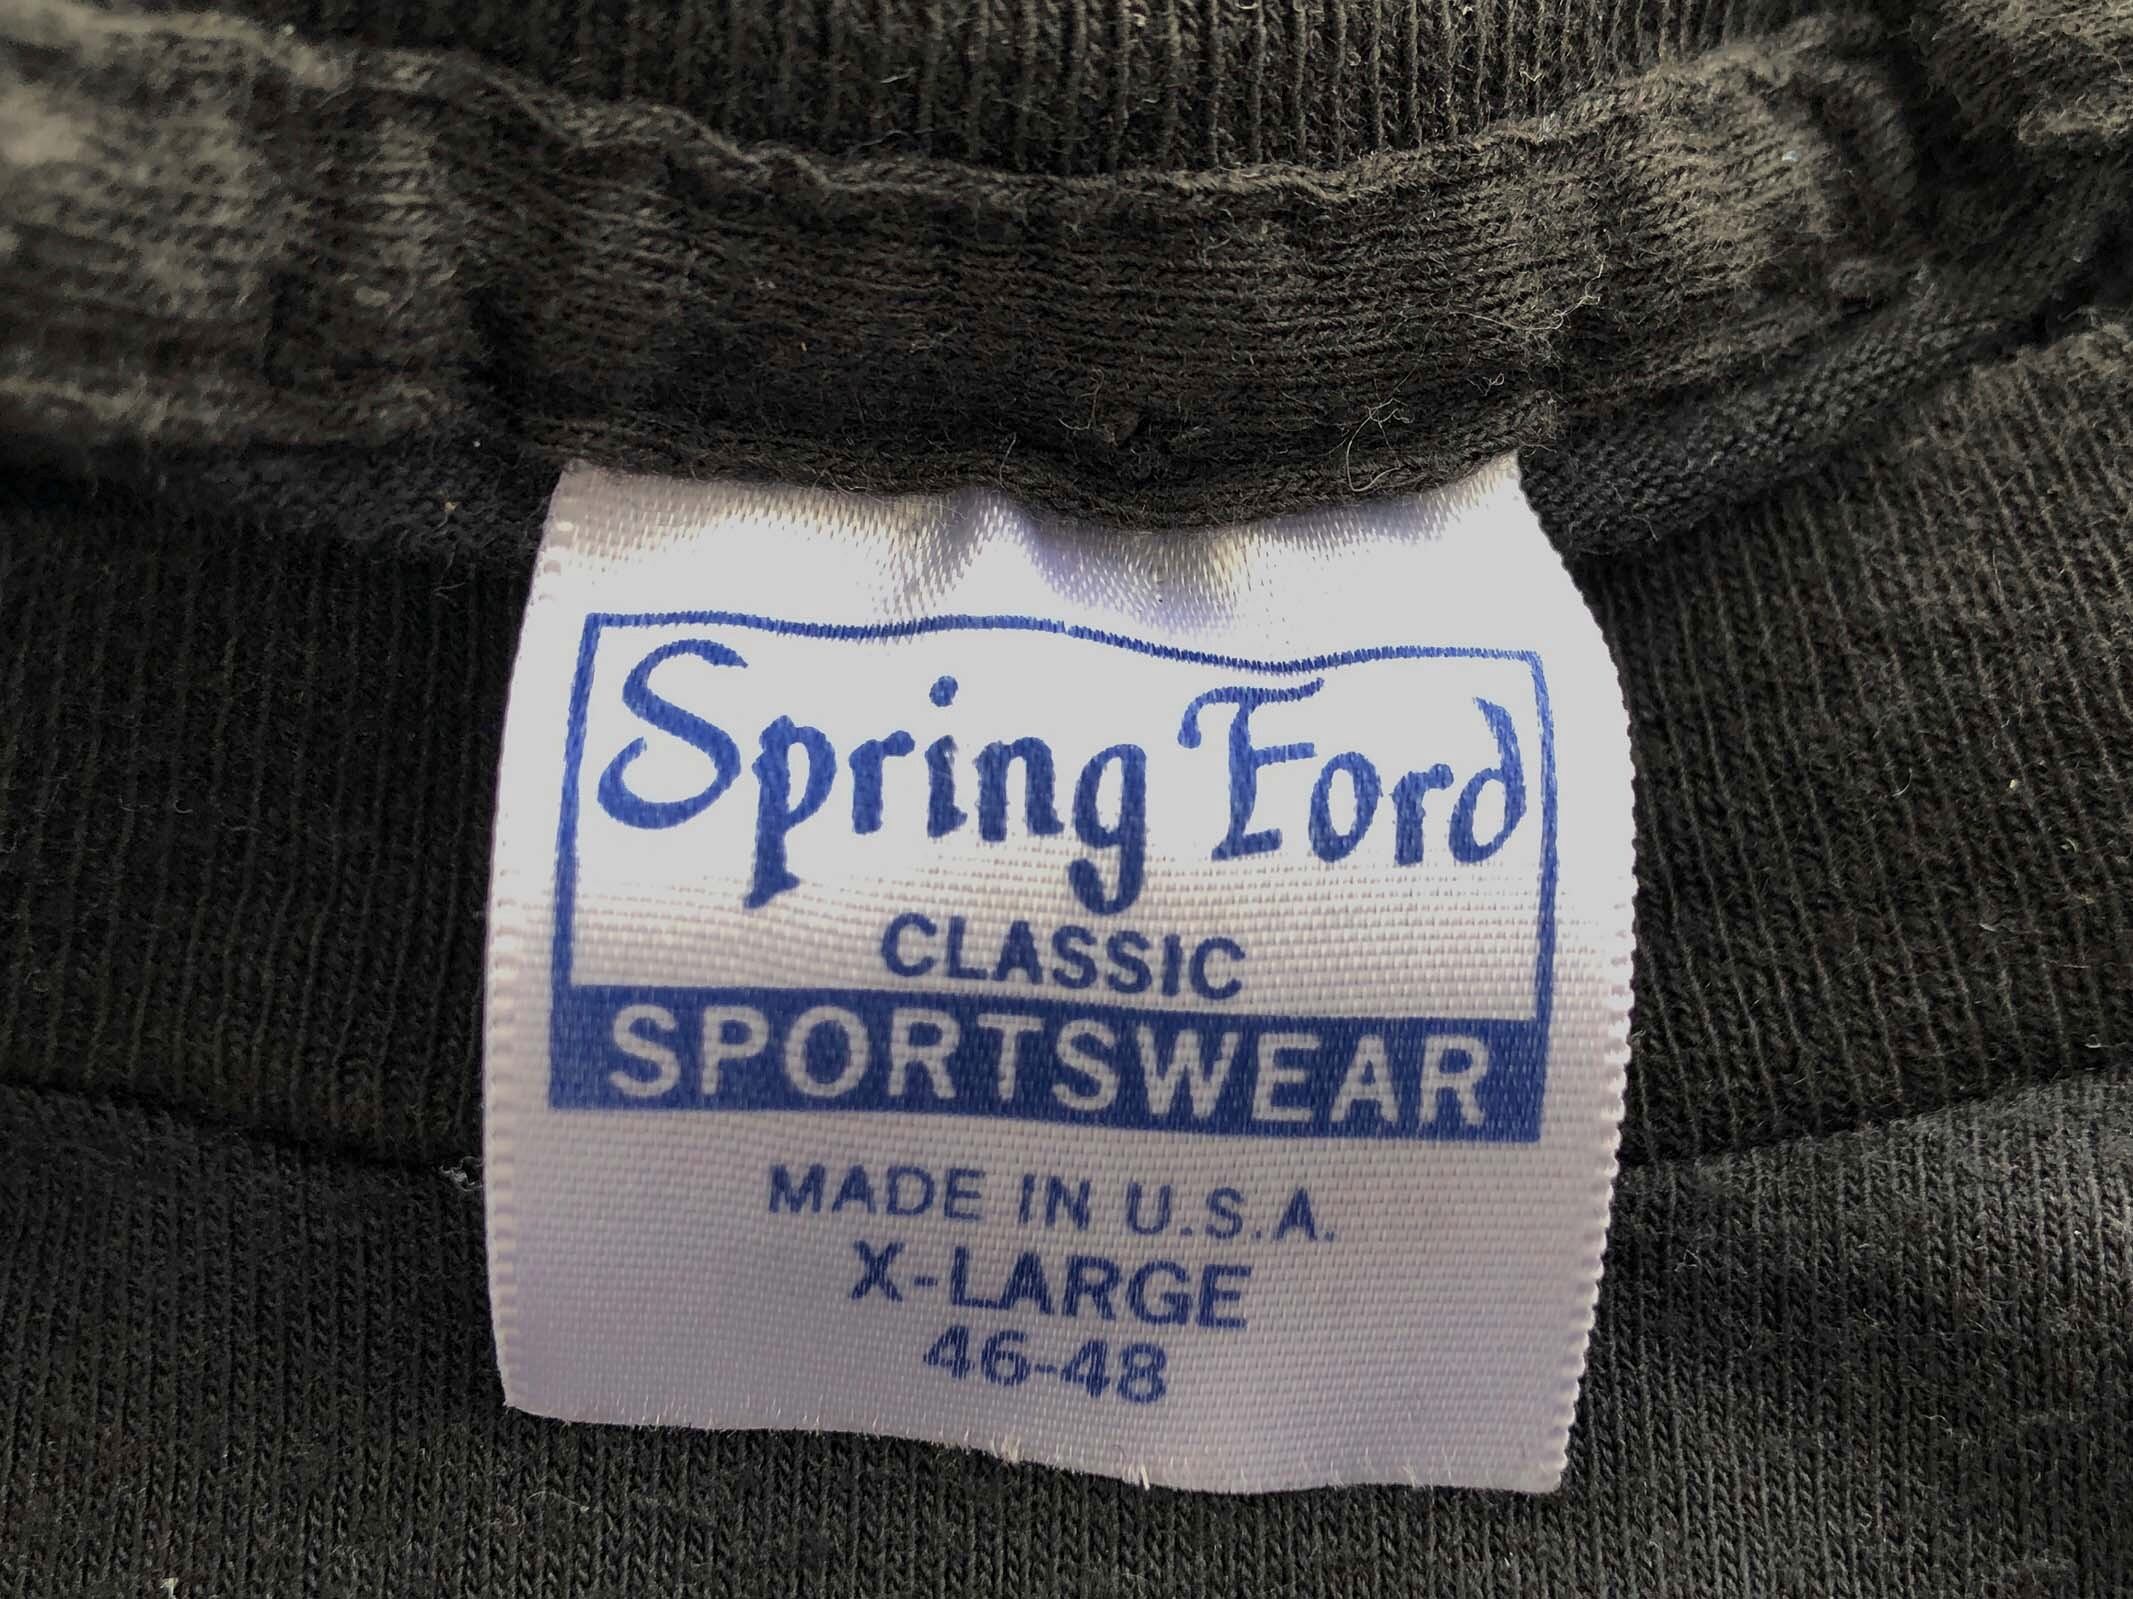 Spring Ford
CLASSIC
SPORTSWEAR
MADE IN U.S.A.
X-LARGE
46-48